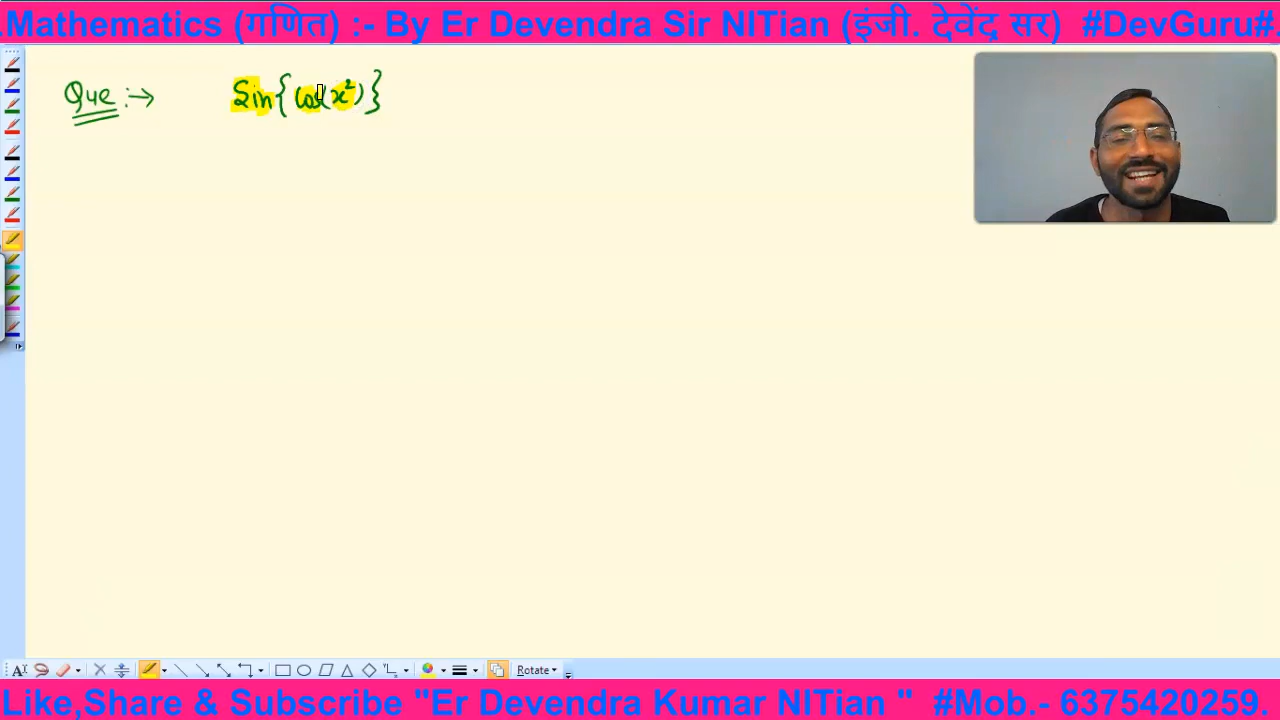 .Mathematics (गणित) :- By Er Devendra Sir NITian (इंजी. देवेंद्र सर) #DevGuru#.
Que :→ Sin{cos(x²)}
Rotate
Like,Share & Subscribe "Er Devendra Kumar NITian " #Mob.- 6375420259.